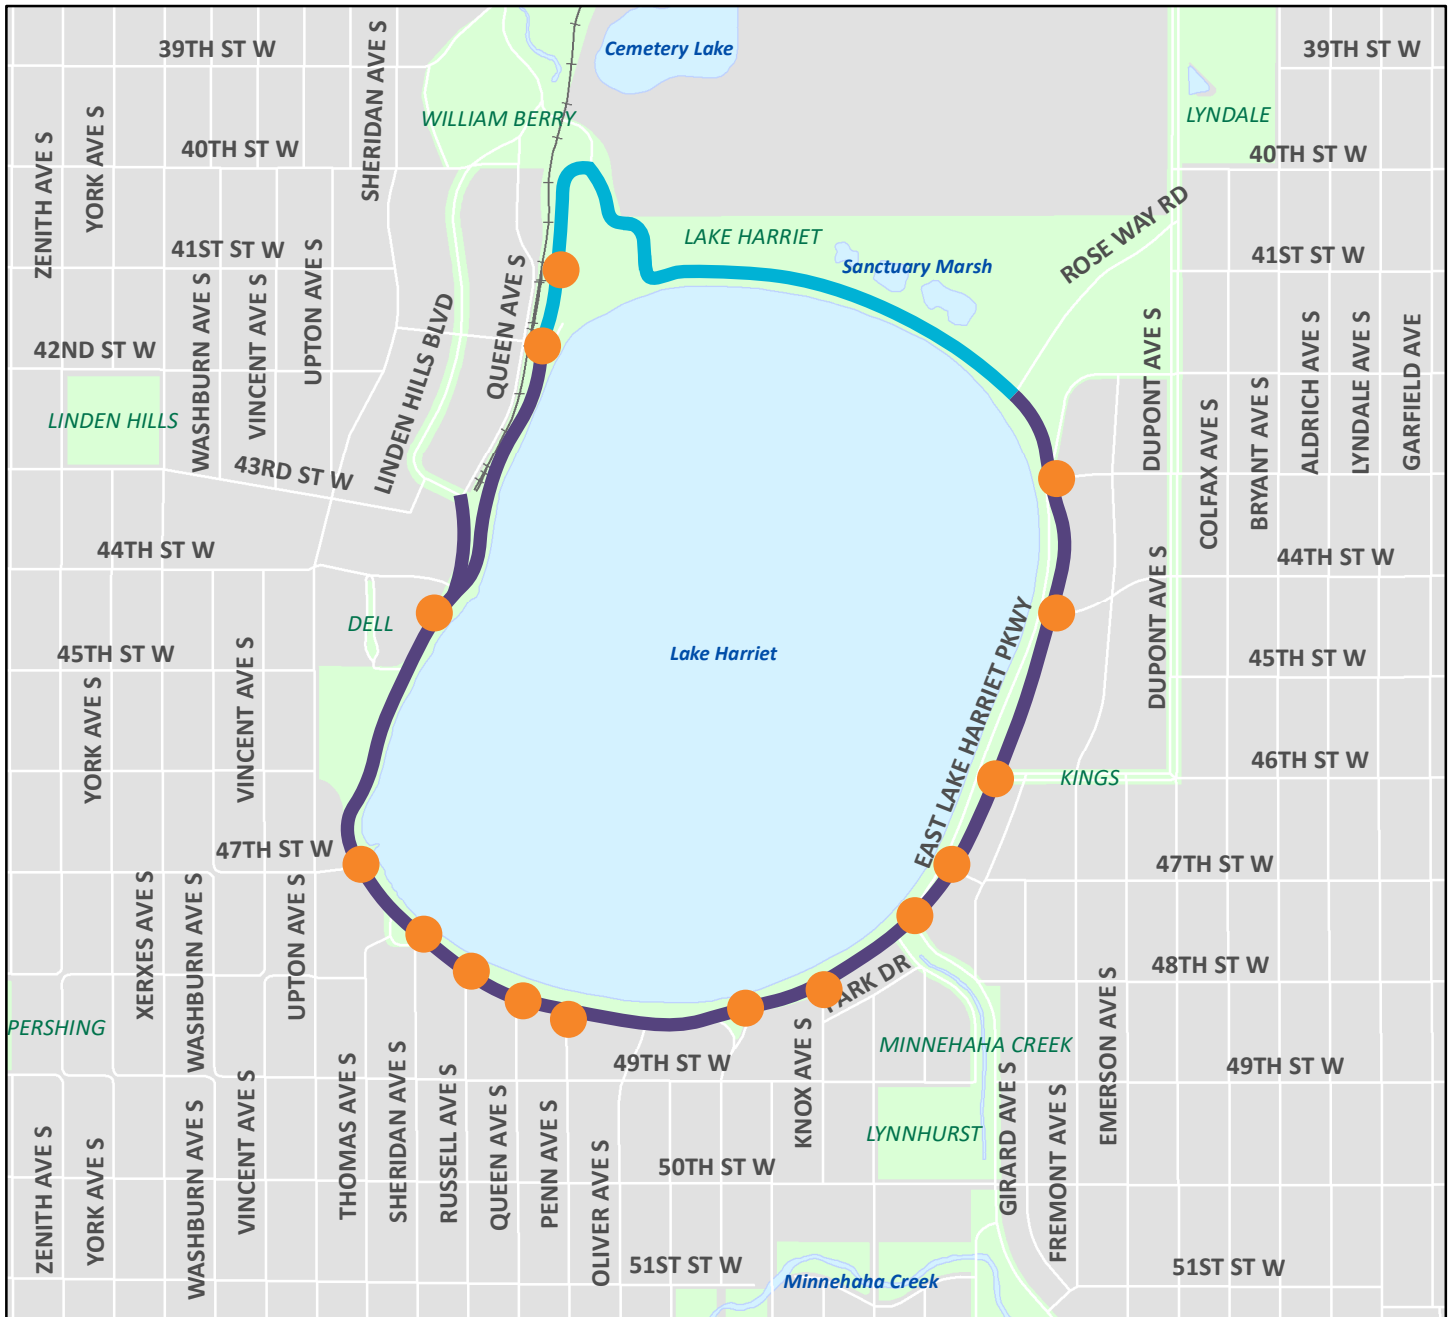 39TH ST W
SHERIDAN AVE S
Cemetery Lake
39TH ST W
WILLIAM BERRY
LYNDALE
ZENITH AVE S
YORK AVE S
40TH ST W
40TH ST W
41ST ST W
UPTON AVE S
QUEEN AVE S
LAKE HARRIET
Sanctuary Marsh
ROSE WAY RD
41ST ST W
WASHBURN AVE S
VINCENT AVE S
42ND ST W
LINDEN HILLS BLVD
DUPONT AVE S
ALDRICH AVE S
LYNDALE AVE S
GARFIELD AVE
LINDEN HILLS
43RD ST W
COLFAX AVE S
BRYANT AVE S
44TH ST W
44TH ST W
DELL
45TH ST W
Lake Harriet
EAST LAKE HARRIET PKWY
DUPONT AVE S
45TH ST W
YORK AVE S
VINCENT AVE S
KINGS
46TH ST W
47TH ST W
47TH ST W
XERXES AVE S
WASHBURN AVE S
UPTON AVE S
PARK DR
48TH ST W
PERSHING
KNOX AVE S
MINNEHAHA CREEK
EMERSON AVE S
49TH ST W
49TH ST W
ZENITH AVE S
YORK AVE S
WASHBURN AVE S
VINCENT AVE S
THOMAS AVE S
SHERIDAN AVE S
RUSSELL AVE S
QUEEN AVE S
PENN AVE S
OLIVER AVE S
LYNNHURST
GIRARD AVE S
FREMONT AVE S
50TH ST W
51ST ST W
Minnehaha Creek
51ST ST W